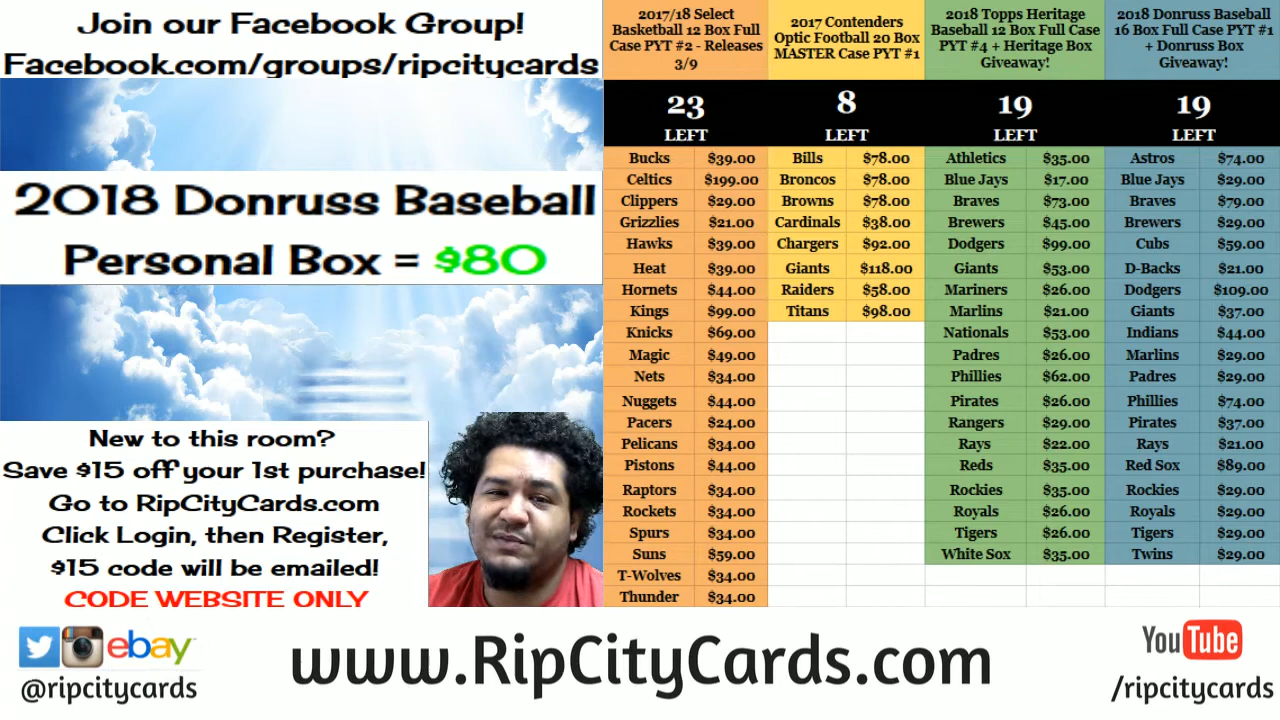 Join our Facebook Group!
Facebook.com/groups/ripcitycards
2018 Donruss Baseball
Personal Box = $80
New to this room?
Save $15 off your 1st purchase!
Go to RipCityCards.com
Click Login, then Register,
$15 code will be emailed!
CODE WEBSITE ONLY
2017/18 Select
Basketball 12 Box Full
Case PYT #2 - Releases
3/9
23
LEFT
Bucks $39.00
Celtics $199.00
Clippers $29.00
Grizzlies $21.00
Hawks $39.00
Heat $39.00
Hornets $44.00
Kings $99.00
Knicks $69.00
Magic $49.00
Nets $34.00
Nuggets $44.00
Pacers $24.00
Pelicans $34.00
Pistons $44.00
Raptors $34.00
Rockets $34.00
Spurs $34.00
Suns $59.00
T-Wolves $34.00
Thunder $34.00
2017 Contenders
Optic Football 20 Box
MASTER Case PYT #1
8
LEFT
Bills $78.00
Broncos $78.00
Browns $78.00
Cardinals $38.00
Chargers $92.00
Giants $118.00
Raiders $58.00
Titans $98.00
2018 Topps Heritage
Baseball 12 Box Full Case
PYT #4 + Heritage Box
Giveaway!
19
LEFT
Athletics $35.00
Blue Jays $17.00
Braves $73.00
Brewers $45.00
Dodgers $99.00
Giants $53.00
Mariners $26.00
Marlins $21.00
Nationals $53.00
Padres $26.00
Phillies $62.00
Pirates $26.00
Rangers $29.00
Rays $22.00
Reds $35.00
Rockies $35.00
Royals $26.00
Tigers $26.00
White Sox $35.00
2018 Donruss Baseball
16 Box Full Case PYT #1
+ Donruss Box
Giveaway!
19
LEFT
Astros $74.00
Blue Jays $29.00
Braves $79.00
Brewers $29.00
Cubs $59.00
D-Backs $21.00
Dodgers $109.00
Giants $37.00
Indians $44.00
Marlins $29.00
Padres $29.00
Phillies $74.00
Pirates $37.00
Rays $21.00
Red Sox $89.00
Rockies $29.00
Royals $29.00
Tigers $29.00
Twins $29.00
ebay
@ripcitycards
www.RipCityCards.com
YouTube
/ripcitycards